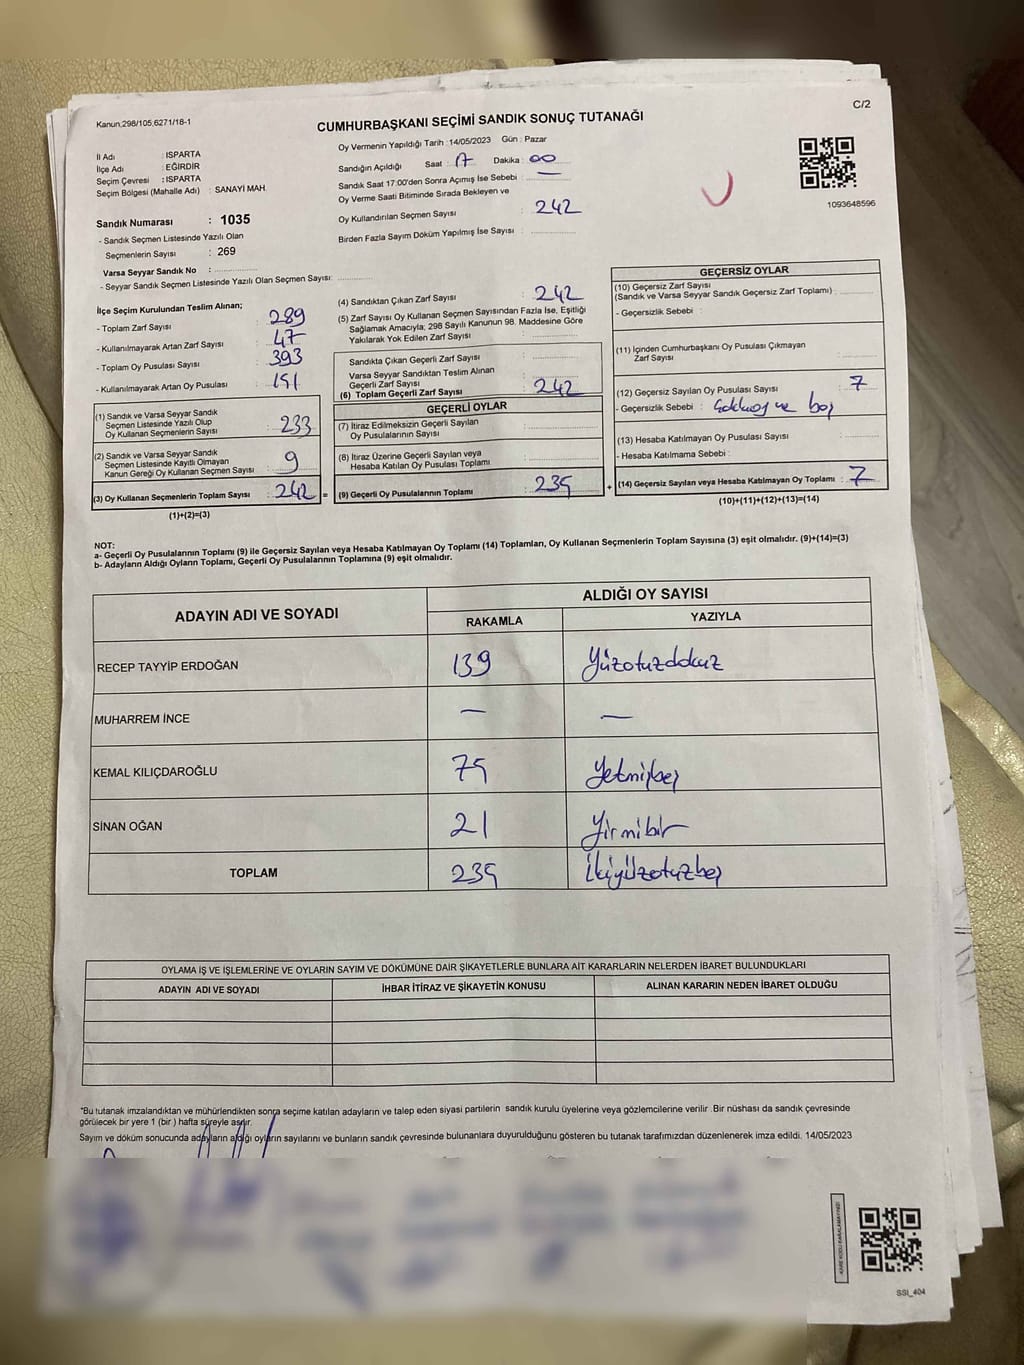 C/2
Kanun,298/105,6271/18-1
CUMHURBAŞKANI SEÇİMİ SANDIK SONUÇ TUTANAĞI
İl Adı : ISPARTA
İlçe Adı : EĞİRDİR
Seçim Çevresi : ISPARTA
Seçim Bölgesi (Mahalle Adı) : SANAYİ MAH.
Sandık Numarası : 1035
- Sandık Seçmen Listesinde Yazılı Olan
Seçmenlerin Sayısı : 269
Varsa Seyyar Sandık No :
- Seyyar Sandık Seçmen Listesinde Yazılı Olan Seçmen Sayısı:
Oy Vermenin Yapıldığı Tarih : 14/05/2023 Gün : Pazar
Sandığın Açıldığı Saat : 17 Dakika : 00
Sandık Saat 17:00'den Sonra Açımış İse Sebebi :
Oy Verme Saati Bitiminde Sırada Bekleyen ve
Oy Kullandırılan Seçmen Sayısı : 242
Birden Fazla Sayım Döküm Yapılmış İse Sayısı :
1093648596
İlçe Seçim Kurulundan Teslim Alınan;
- Toplam Zarf Sayısı : 289
- Kullanılmayarak Artan Zarf Sayısı : 47
- Toplam Oy Pusulası Sayısı : 393
- Kullanılmayarak Artan Oy Pusulası : 151
(1) Sandık ve Varsa Seyyar Sandık
Seçmen Listesinde Yazılı Olup
Oy Kullanan Seçmenlerin Sayısı : 233
(2) Sandık ve Varsa Seyyar Sandık
Seçmen Listesinde Kayıtlı Olmayan
Kanun Gereği Oy Kullanan Seçmen Sayısı : 9
(3) Oy Kullanan Seçmenlerin Toplam Sayısı : 242 =
(1)+(2)=(3)
(4) Sandıktan Çıkan Zarf Sayısı : 242
(5) Zarf Sayısı Oy Kullanan Seçmen Sayısından Fazla İse, Eşitliği
Sağlamak Amacıyla; 298 Sayılı Kanunun 98. Maddesine Göre
Yakılarak Yok Edilen Zarf Sayısı :
Sandıkta Çıkan Geçerli Zarf Sayısı :
Varsa Seyyar Sandıktan Teslim Alınan
Geçerli Zarf Sayısı :
(6) Toplam Geçerli Zarf Sayısı : 242
GEÇERLİ OYLAR
(7) İtiraz Edilmeksizin Geçerli Sayılan
Oy Pusulalarının Sayısı :
(8) İtiraz Üzerine Geçerli Sayılan veya
Hesaba Katılan Oy Pusulası Toplamı :
(9) Geçerli Oy Pusulalarının Toplamı : 235 +
GEÇERSİZ OYLAR
(10) Geçersiz Zarf Sayısı
(Sandık ve Varsa Seyyar Sandık Geçersiz Zarf Toplamı) :
- Geçersizlik Sebebi :
(11) İçinden Cumhurbaşkanı Oy Pusulası Çıkmayan
Zarf Sayısı :
(12) Geçersiz Sayılan Oy Pusulası Sayısı : 7
- Geçersizlik Sebebi : ve boş
(13) Hesaba Katılmayan Oy Pusulası Sayısı :
- Hesaba Katılmama Sebebi :
(14) Geçersiz Sayılan veya Hesaba Katılmayan Oy Toplamı : 7
(10)+(11)+(12)+(13)=(14)
NOT:
a- Geçerli Oy Pusulalarının Toplamı (9) ile Geçersiz Sayılan veya Hesaba Katılmayan Oy Toplamı (14) Toplamları, Oy Kullanan Seçmenlerin Toplam Sayısına (3) eşit olmalıdır. (9)+(14)=(3)
b- Adayların Aldığı Oyların Toplamı, Geçerli Oy Pusulalarının Toplamına (9) eşit olmalıdır.
ADAYIN ADI VE SOYADI
ALDIĞI OY SAYISI
RAKAMLA YAZIYLA
RECEP TAYYİP ERDOĞAN 139 Yüzotuzdokuz
MUHARREM İNCE — —
KEMAL KILIÇDAROĞLU 75 Yetmişbeş
SİNAN OĞAN 21 Yirmibir
TOPLAM 235 İkiyüzotuzbeş
OYLAMA İŞ VE İŞLEMLERİNE VE OYLARIN SAYIM VE DÖKÜMÜNE DAİR ŞİKAYETLERLE BUNLARA AİT KARARLARIN NELERDEN İBARET BULUNDUKLARI
ADAYIN ADI VE SOYADI İHBAR İTİRAZ VE ŞİKAYETİN KONUSU ALINAN KARARIN NEDEN İBARET OLDUĞU
"Bu tutanak imzalandıktan ve mühürlendikten sonra seçime katılan adayların ve talep eden siyasi partilerin sandık kurulu üyelerine veya gözlemcilerine verilir. Bir nüshası da sandık çevresinde
görülecek bir yere 1 (bir) hafta süreyle asılır.
Sayım ve döküm sonucunda adayların aldığı oyların sayılarını ve bunların sandık çevresinde bulunanlara duyurulduğunu gösteren bu tutanak tarafımızdan düzenlenerek imza edildi. 14/05/2023
SSI_404